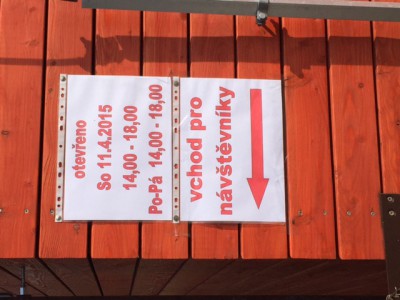 otevřeno
So 11.4.2015
14,00 - 18,00
Po-Pá 14,00 - 18,00
vchod pro
návštěvníky